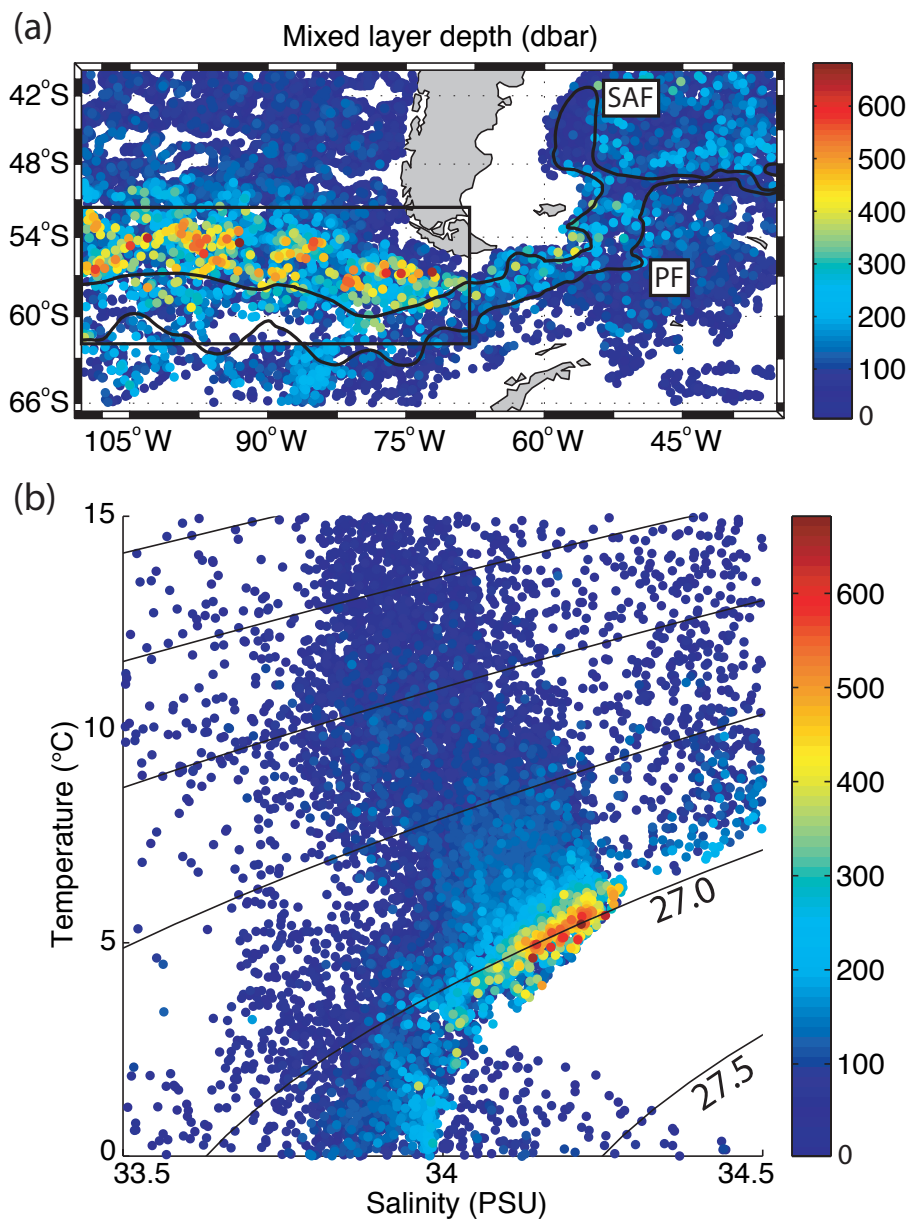 (a)
Mixed layer depth (dbar)
42°S
48°S
54°S
60°S
66°S
105°W
90°W
75°W
60°W
45°W
SAF
PF
600
500
400
300
200
100
0
(b)
15
10
5
0
Temperature (°C)
33.5
34
34.5
Salinity (PSU)
27.0
27.5
600
500
400
300
200
100
0